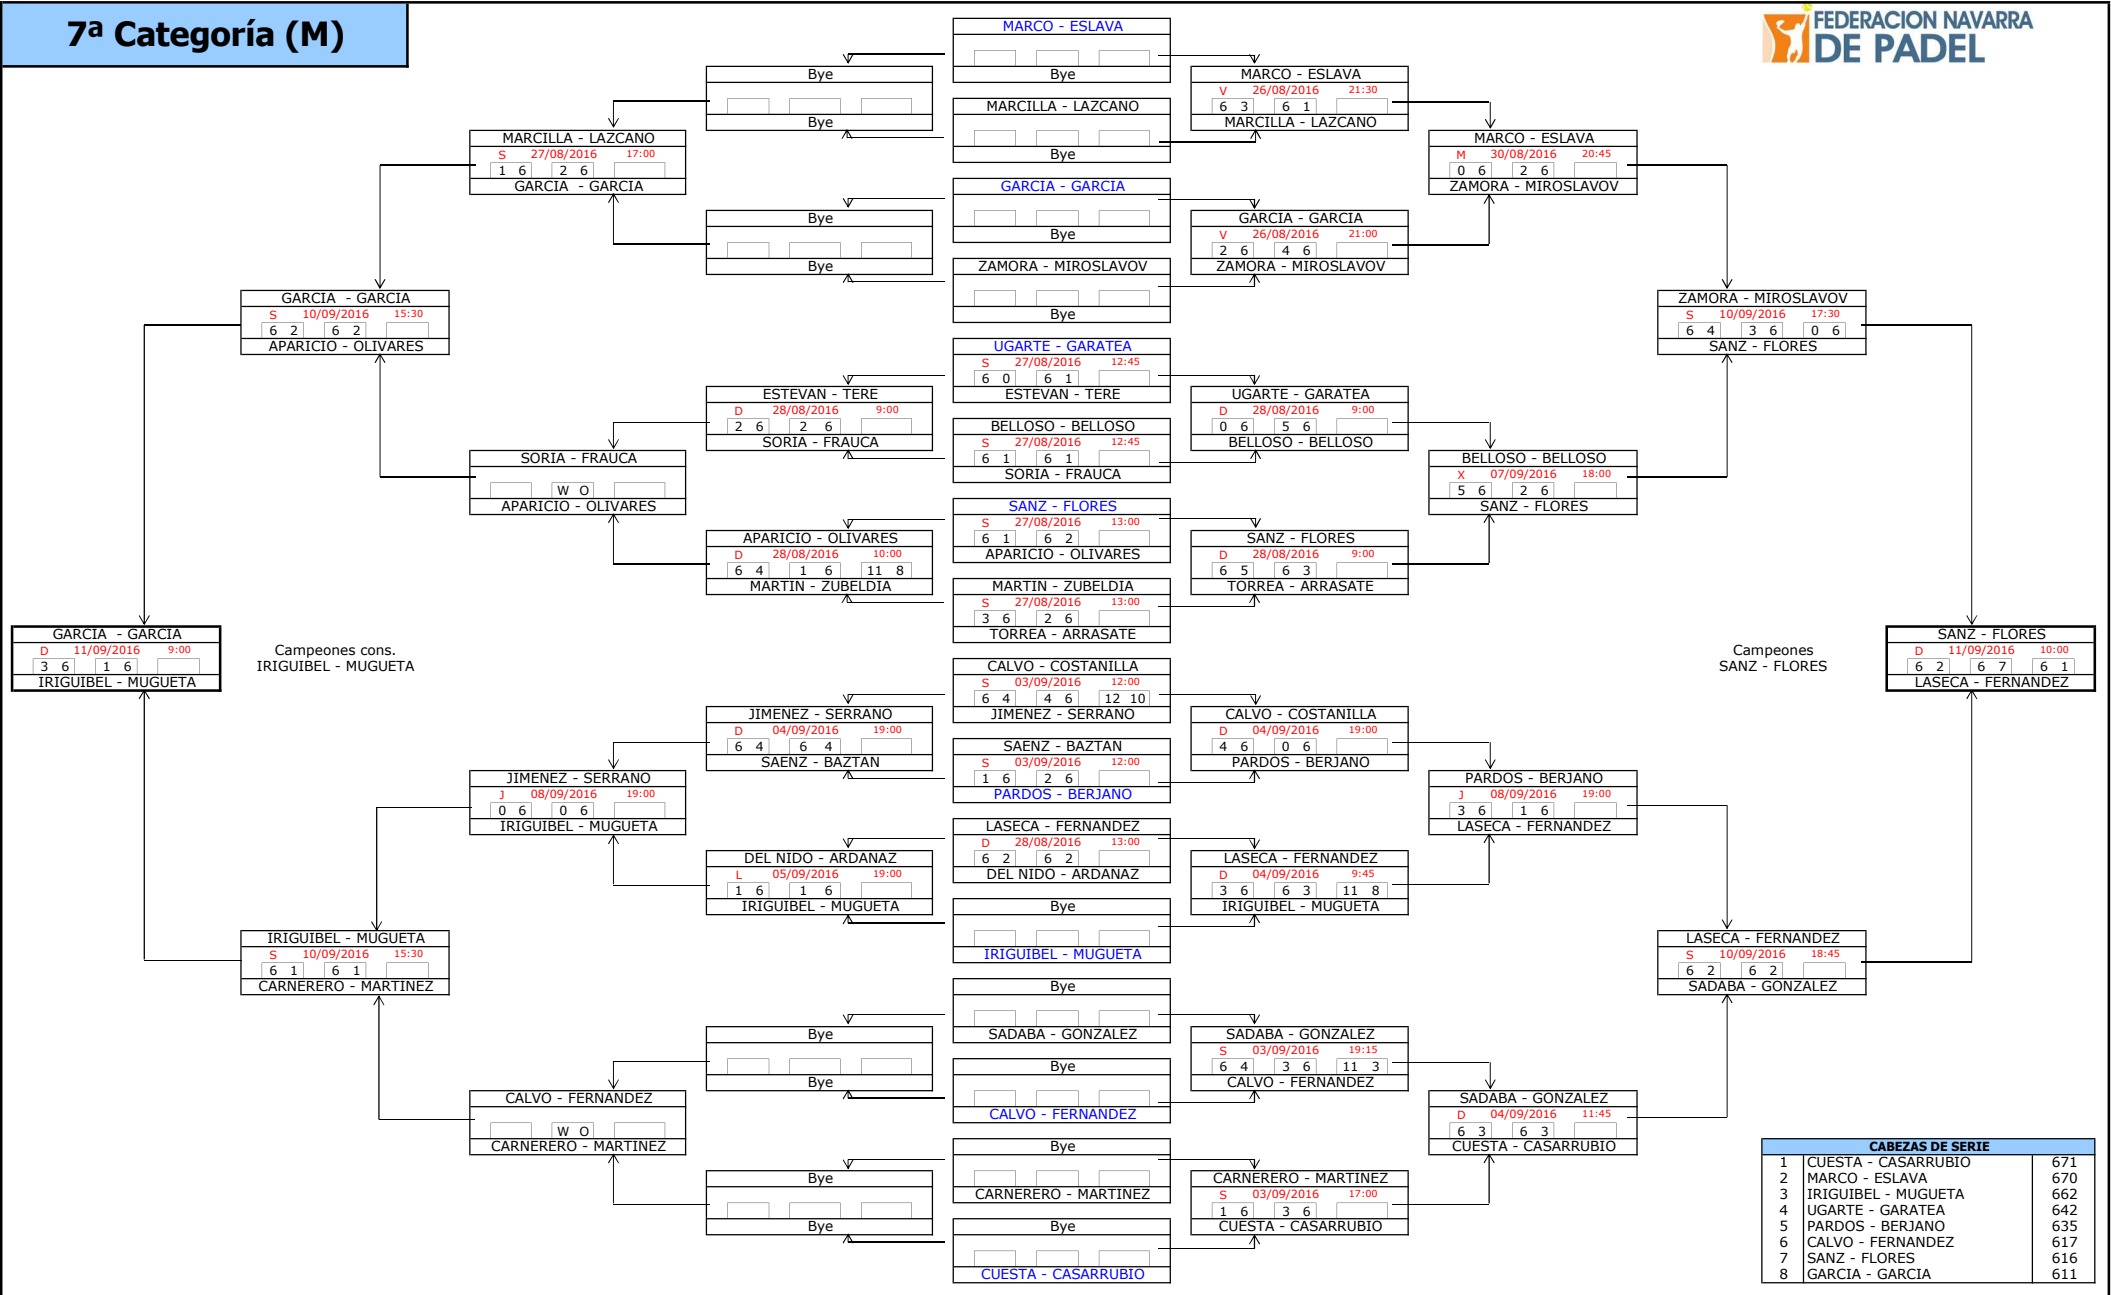 7ª Categoría (M)
FEDERACION NAVARRA
DE PADEL
GARCIA - GARCIA
D 11/09/2016 9:00
3 6 1 6
IRIGUIBEL - MUGUETA
Campeones cons.
IRIGUIBEL - MUGUETA
GARCIA - GARCIA
S 10/09/2016 15:30
6 2 6 2
APARICIO - OLIVARES
IRIGUIBEL - MUGUETA
S 10/09/2016 15:30
6 1 6 1
CARNERERO - MARTINEZ
MARCILLA - LAZCANO
S 27/08/2016 17:00
1 6 2 6
GARCIA - GARCIA
SORIA - FRAUCA
W O
APARICIO - OLIVARES
JIMENEZ - SERRANO
J 08/09/2016 19:00
0 6 0 6
IRIGUIBEL - MUGUETA
CALVO - FERNANDEZ
W O
CARNERERO - MARTINEZ
Bye
Bye
Bye
Bye
ESTEVAN - TERE
D 28/08/2016 9:00
2 6 2 6
SORIA - FRAUCA
APARICIO - OLIVARES
D 28/08/2016 10:00
6 4 1 6 11 8
MARTIN - ZUBELDIA
JIMENEZ - SERRANO
D 04/09/2016 19:00
6 4 6 4
SAENZ - BAZTAN
DEL NIDO - ARDANAZ
L 05/09/2016 19:00
1 6 1 6
IRIGUIBEL - MUGUETA
Bye
Bye
Bye
Bye
MARCO - ESLAVA
Bye
MARCILLA - LAZCANO
Bye
GARCIA - GARCIA
Bye
ZAMORA - MIROSLAVOV
Bye
UGARTE - GARATEA
S 27/08/2016 12:45
6 0 6 1
ESTEVAN - TERE
BELLOSO - BELLOSO
S 27/08/2016 12:45
6 1 6 1
SORIA - FRAUCA
SANZ - FLORES
S 27/08/2016 13:00
6 1 6 2
APARICIO - OLIVARES
MARTIN - ZUBELDIA
S 27/08/2016 13:00
3 6 2 6
TORREA - ARRASATE
CALVO - COSTANILLA
S 03/09/2016 12:00
6 4 4 6 12 10
JIMENEZ - SERRANO
SAENZ - BAZTAN
S 03/09/2016 12:00
1 6 2 6
PARDOS - BERJANO
LASECA - FERNANDEZ
D 28/08/2016 13:00
6 2 6 2
DEL NIDO - ARDANAZ
Bye
IRIGUIBEL - MUGUETA
Bye
SADABA - GONZALEZ
Bye
CALVO - FERNANDEZ
Bye
CARNERERO - MARTINEZ
Bye
CUESTA - CASARRUBIO
MARCO - ESLAVA
V 26/08/2016 21:30
6 3 6 1
MARCILLA - LAZCANO
GARCIA - GARCIA
V 26/08/2016 21:00
2 6 4 6
ZAMORA - MIROSLAVOV
UGARTE - GARATEA
D 28/08/2016 9:00
0 6 5 6
BELLOSO - BELLOSO
SANZ - FLORES
D 28/08/2016 9:00
6 5 6 3
TORREA - ARRASATE
CALVO - COSTANILLA
D 04/09/2016 19:00
4 6 0 6
PARDOS - BERJANO
LASECA - FERNANDEZ
D 04/09/2016 9:45
3 6 6 3 11 8
IRIGUIBEL - MUGUETA
SADABA - GONZALEZ
S 03/09/2016 19:15
6 4 3 6 11 3
CALVO - FERNANDEZ
CARNERERO - MARTINEZ
S 03/09/2016 17:00
1 6 3 6
CUESTA - CASARRUBIO
MARCO - ESLAVA
M 30/08/2016 20:45
0 6 2 6
ZAMORA - MIROSLAVOV
BELLOSO - BELLOSO
X 07/09/2016 18:00
5 6 2 6
SANZ - FLORES
PARDOS - BERJANO
J 08/09/2016 19:00
3 6 1 6
LASECA - FERNANDEZ
SADABA - GONZALEZ
D 04/09/2016 11:45
6 3 6 3
CUESTA - CASARRUBIO
ZAMORA - MIROSLAVOV
S 10/09/2016 17:30
6 4 3 6 0 6
SANZ - FLORES
LASECA - FERNANDEZ
S 10/09/2016 18:45
6 2 6 2
SADABA - GONZALEZ
Campeones
SANZ - FLORES
SANZ - FLORES
D 11/09/2016 10:00
6 2 6 7 6 1
LASECA - FERNANDEZ
CABEZAS DE SERIE
1 CUESTA - CASARRUBIO 671
2 MARCO - ESLAVA 670
3 IRIGUIBEL - MUGUETA 662
4 UGARTE - GARATEA 642
5 PARDOS - BERJANO 635
6 CALVO - FERNANDEZ 617
7 SANZ - FLORES 616
8 GARCIA - GARCIA 611